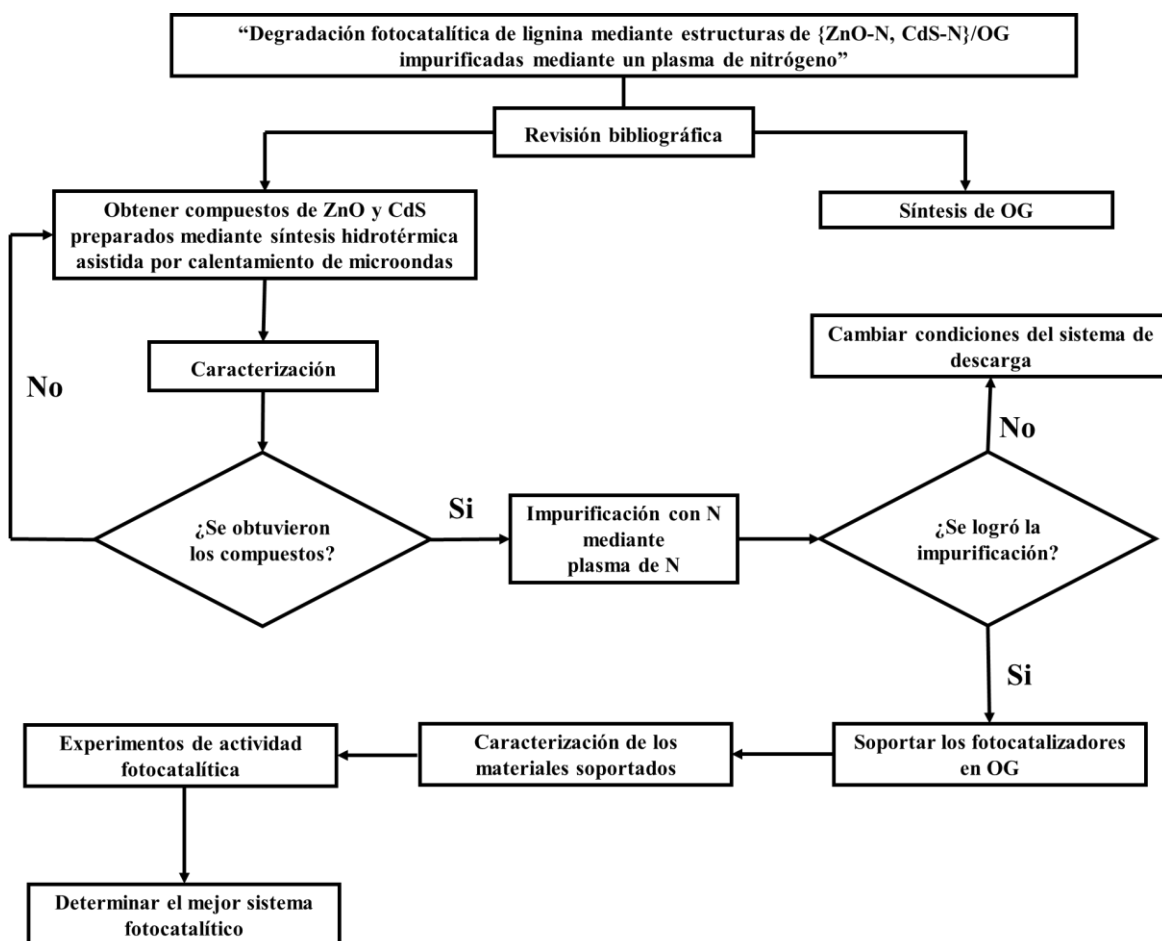 “Degradación fotocatalítica de lignina mediante estructuras de {ZnO-N, CdS-N}/OG
impurificadas mediante un plasma de nitrógeno”
Revisión bibliográfica
Obtener compuestos de ZnO y CdS
preparados mediante síntesis hidrotérmica
asistida por calentamiento de microondas
Síntesis de OG
Caracterización
Cambiar condiciones del sistema de
descarga
No
No
¿Se obtuvieron
los compuestos?
Si
Impurificación con N
mediante
plasma de N
¿Se logró la
impurificación?
Si
Experimentos de actividad
fotocatalítica
Caracterización de los
materiales soportados
Soportar los fotocatalizadores
en OG
Determinar el mejor sistema
fotocatalítico